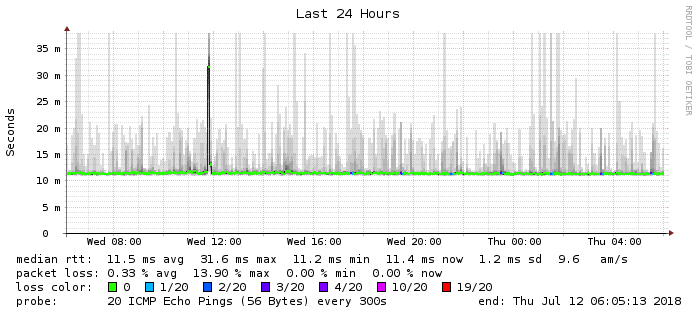 Last 24 Hours
RRDTOOL / TOBI OETIKER
Seconds
35 m
30 m
25 m
20 m
15 m
10 m
5 m
0
Wed 08:00 Wed 12:00 Wed 16:00 Wed 20:00 Thu 00:00 Thu 04:00
median rtt: 11.5 ms avg 31.6 ms max 11.2 ms min 11.4 ms now 1.2 ms sd 9.6 am/s
packet loss: 0.33 % avg 13.90 % max 0.00 % min 0.00 % now
loss color: 0 1/20 2/20 3/20 4/20 10/20 19/20
probe: 20 ICMP Echo Pings (56 Bytes) every 300s end: Thu Jul 12 06:05:13 2018